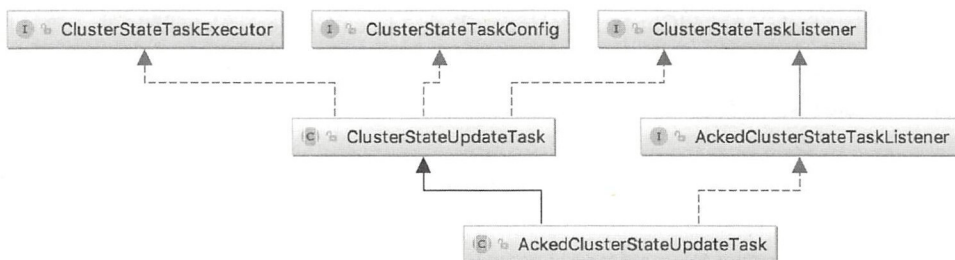 I ClusterStateTaskExecutor
I ClusterStateTaskConfig
I ClusterStateTaskListener
C ClusterStateUpdateTask
I AckedClusterStateTaskListener
C AckedClusterStateUpdateTask